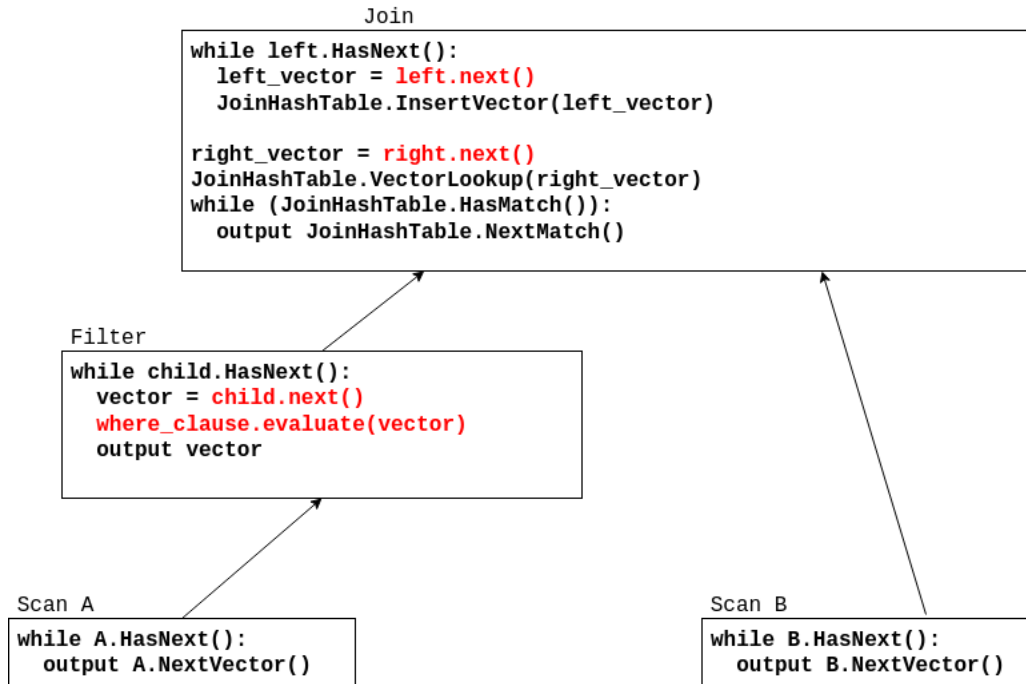 Join
while left.HasNext():
  left_vector = left.next()
  JoinHashTable.InsertVector(left_vector)
right_vector = right.next()
JoinHashTable.VectorLookup(right_vector)
while (JoinHashTable.HasMatch()):
  output JoinHashTable.NextMatch()
Filter
while child.HasNext():
  vector = child.next()
  where_clause.evaluate(vector)
  output vector
Scan A
while A.HasNext():
  output A.NextVector()
Scan B
while B.HasNext():
  output B.NextVector()